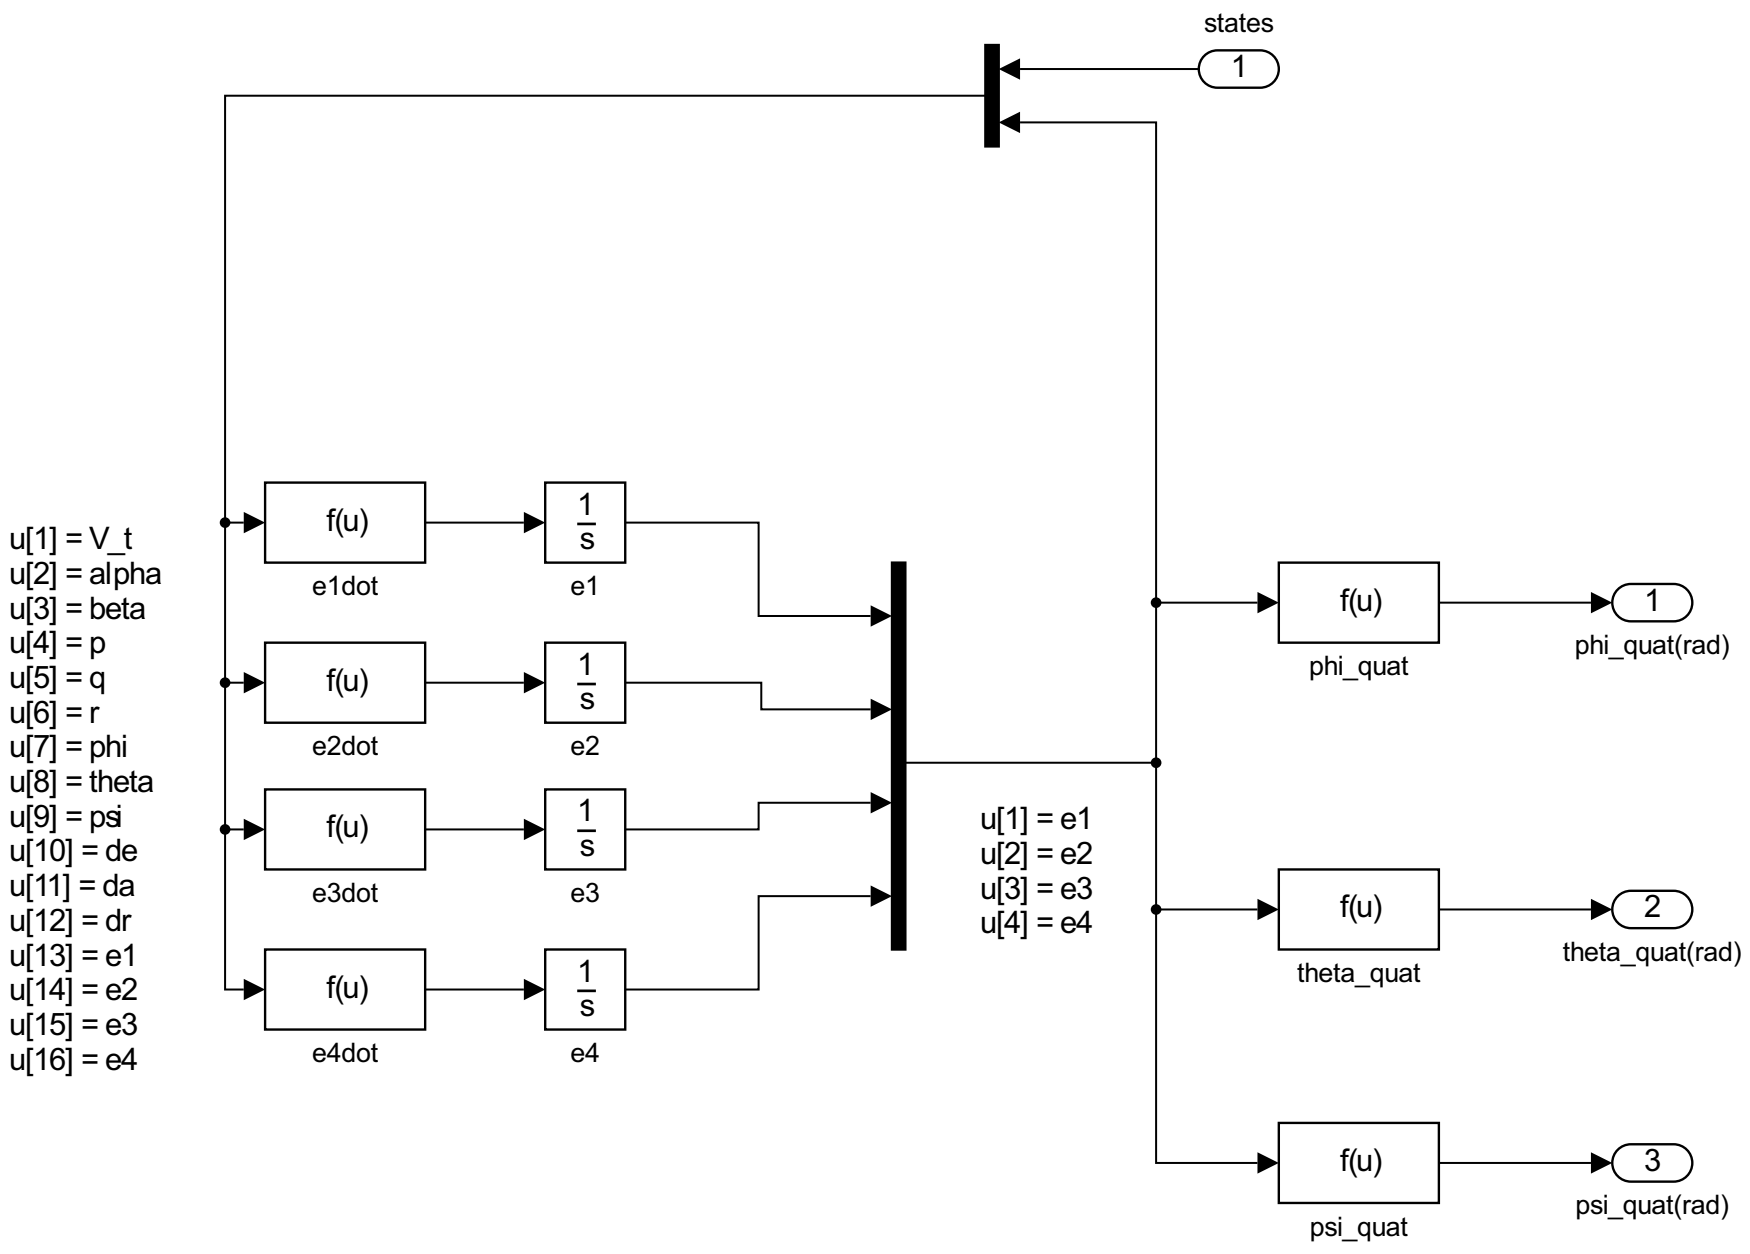 states
1
f(u)
e1dot
1
s
e1
f(u)
e2dot
1
s
e2
f(u)
e3dot
1
s
e3
f(u)
e4dot
1
s
e4
u[1] = V_t
u[2] = alpha
u[3] = beta
u[4] = p
u[5] = q
u[6] = r
u[7] = phi
u[8] = theta
u[9] = psi
u[10] = de
u[11] = da
u[12] = dr
u[13] = e1
u[14] = e2
u[15] = e3
u[16] = e4
u[1] = e1
u[2] = e2
u[3] = e3
u[4] = e4
f(u)
phi_quat
1
phi_quat(rad)
f(u)
theta_quat
2
theta_quat(rad)
f(u)
psi_quat
3
psi_quat(rad)